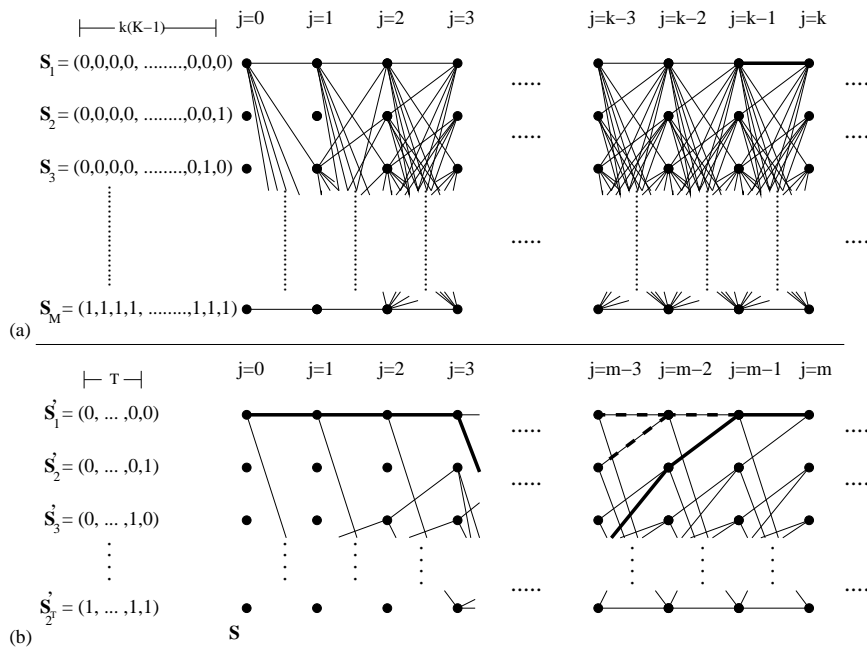 k(K−1)
j=0 j=1 j=2 j=3 j=k−3 j=k−2 j=k−1 j=k
S1 = (0,0,0,0, ........,0,0,0)
S2 = (0,0,0,0, ........,0,0,1)
S3 = (0,0,0,0, ........,0,1,0)
SM = (1,1,1,1, ........,1,1,1)
(a)
T
j=0 j=1 j=2 j=3 j=m−3 j=m−2 j=m−1 j=m
S'1 = (0, ... ,0,0)
S'2 = (0, ... ,0,1)
S'3 = (0, ... ,1,0)
S'2T = (1, ... ,1,1)
(b)
S